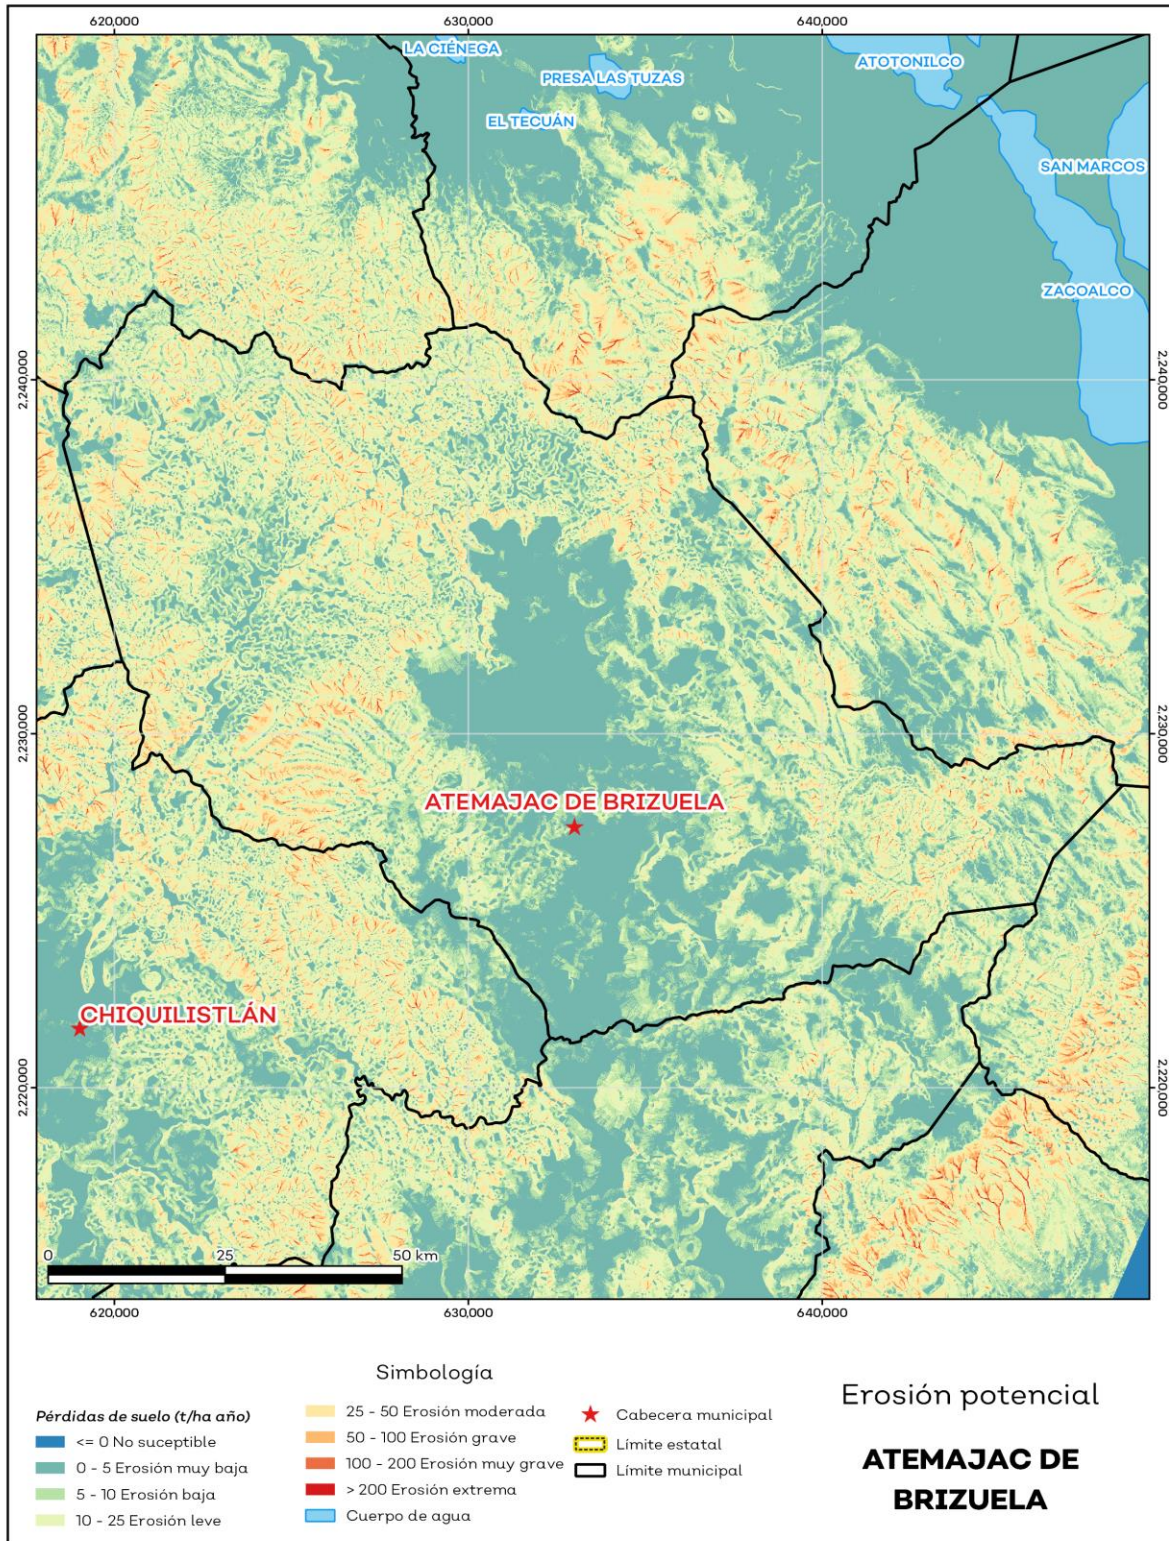 620,000
630,000
640,000
LA CIÉNEGA
PRESA LAS TUZAS
ATOTONILCO
EL TECUÁN
SAN MARCOS
ZACOALCO
2,240,000
2,240,000
2,230,000
2,230,000
ATEMAJAC DE BRIZUELA
CHIQUILISTLÁN
2,220,000
2,220,000
0 25 50 km
620,000
630,000
640,000
Simbología
Pérdidas de suelo (t/ha año)
<= 0 No suceptible
0 - 5 Erosión muy baja
5 - 10 Erosión baja
10 - 25 Erosión leve
25 - 50 Erosión moderada
50 - 100 Erosión grave
100 - 200 Erosión muy grave
> 200 Erosión extrema
Cuerpo de agua
Cabecera municipal
Límite estatal
Límite municipal
Erosión potencial
ATEMAJAC DE
BRIZUELA